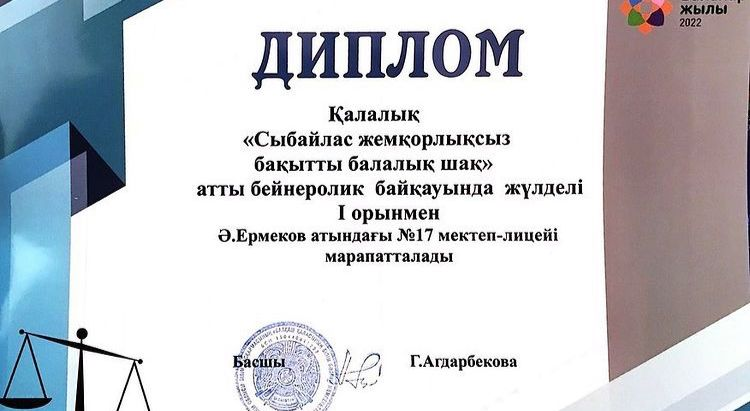 жылы
2022
ДИПЛОМ
Қалалық
«Сыбайлас жемқорлықсыз
бақытты балалық шақ»
атты бейнеролик байқауында жүлделі
І орынмен
Ә.Ермеков атындағы №17 мектеп-лицейі
марапатталады
Басшы Г.Агдарбекова